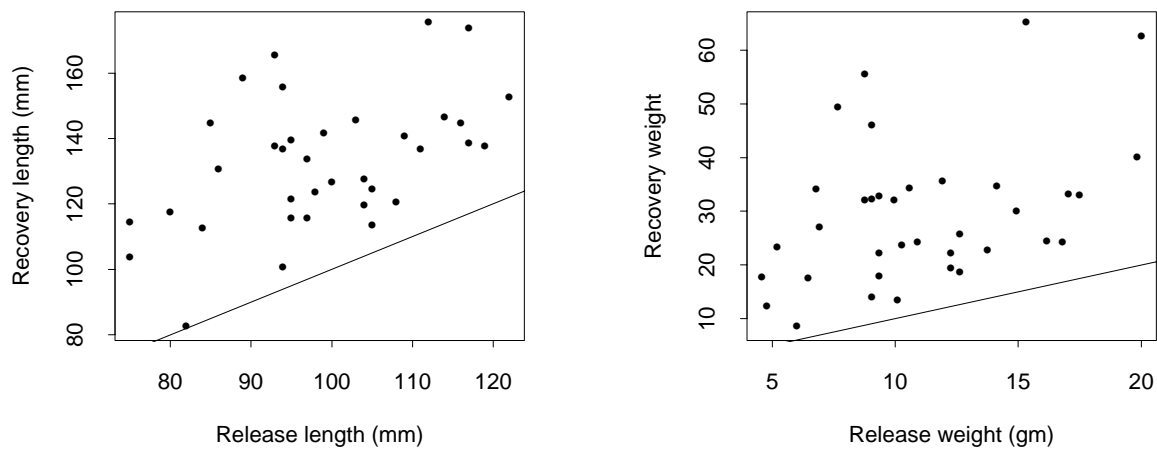 Recovery length (mm)
160
140
120
100
80
80 90 100 110 120
Release length (mm)
Recovery weight
60
50
40
30
20
10
5 10 15 20
Release weight (gm)